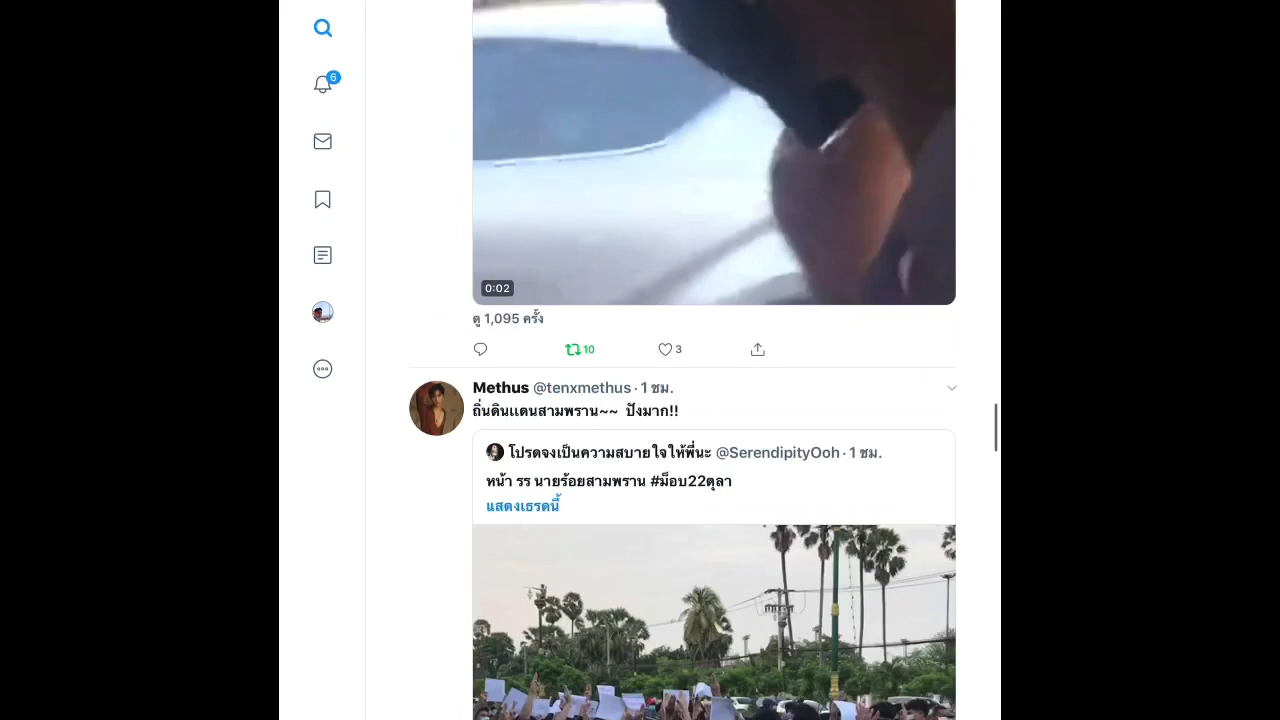 6
0:02
ดู 1,095 ครั้ง
10
3
Methus @tenxmethus · 1 ชม.
ถิ่นดินแดนสามพราน~~ ปังมาก!!
โปรดจงเป็นความสบายใจให้พี่นะ @SerendipityOoh · 1 ชม.
หน้า รร นายร้อยสามพราน #ม็อบ22ตุลา
แสดงเธรดนี้